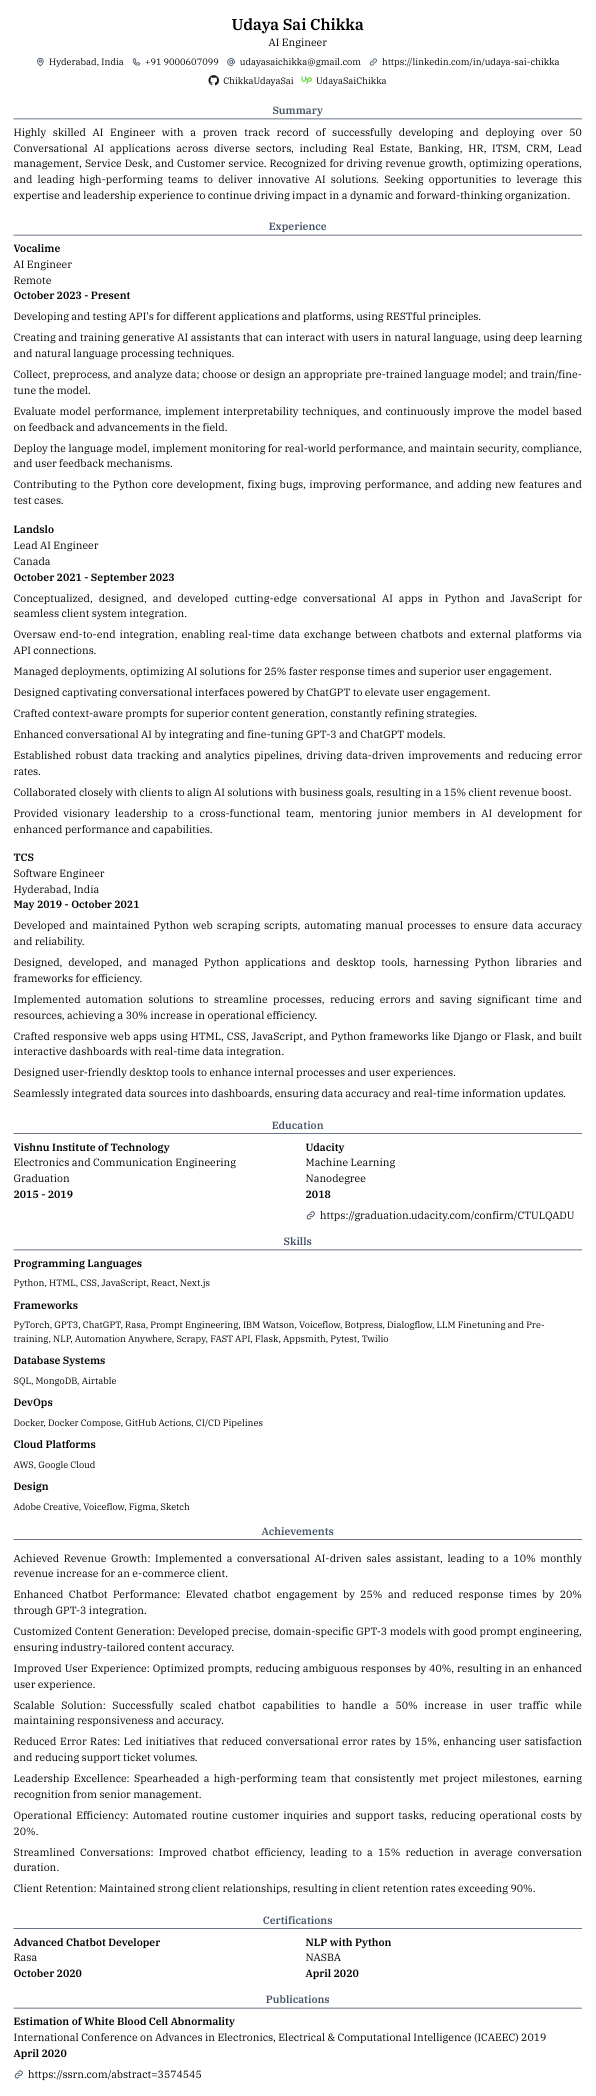 Udaya Sai Chikka
AI Engineer
Hyderabad, India +91 9000607099 udayasaichikka@gmail.com https://linkedin.com/in/udaya-sai-chikka
ChikkaUdayaSai UdayaSaiChikka
Summary
Highly skilled AI Engineer with a proven track record of successfully developing and deploying over 50
Conversational AI applications across diverse sectors, including Real Estate, Banking, HR, ITSM, CRM, Lead
management, Service Desk, and Customer service. Recognized for driving revenue growth, optimizing operations,
and leading high-performing teams to deliver innovative AI solutions. Seeking opportunities to leverage this
expertise and leadership experience to continue driving impact in a dynamic and forward-thinking organization.
Experience
Vocalime
AI Engineer
Remote
October 2023 - Present
Developing and testing API's for different applications and platforms, using RESTful principles.
Creating and training generative AI assistants that can interact with users in natural language, using deep learning
and natural language processing techniques.
Collect, preprocess, and analyze data; choose or design an appropriate pre-trained language model; and train/fine-
tune the model.
Evaluate model performance, implement interpretability techniques, and continuously improve the model based
on feedback and advancements in the field.
Deploy the language model, implement monitoring for real-world performance, and maintain security, compliance,
and user feedback mechanisms.
Contributing to the Python core development, fixing bugs, improving performance, and adding new features and
test cases.
Landslo
Lead AI Engineer
Canada
October 2021 - September 2023
Conceptualized, designed, and developed cutting-edge conversational AI apps in Python and JavaScript for
seamless client system integration.
Oversaw end-to-end integration, enabling real-time data exchange between chatbots and external platforms via
API connections.
Managed deployments, optimizing AI solutions for 25% faster response times and superior user engagement.
Designed captivating conversational interfaces powered by ChatGPT to elevate user engagement.
Crafted context-aware prompts for superior content generation, constantly refining strategies.
Enhanced conversational AI by integrating and fine-tuning GPT-3 and ChatGPT models.
Established robust data tracking and analytics pipelines, driving data-driven improvements and reducing error
rates.
Collaborated closely with clients to align AI solutions with business goals, resulting in a 15% client revenue boost.
Provided visionary leadership to a cross-functional team, mentoring junior members in AI development for
enhanced performance and capabilities.
TCS
Software Engineer
Hyderabad, India
May 2019 - October 2021
Developed and maintained Python web scraping scripts, automating manual processes to ensure data accuracy
and reliability.
Designed, developed, and managed Python applications and desktop tools, harnessing Python libraries and
frameworks for efficiency.
Implemented automation solutions to streamline processes, reducing errors and saving significant time and
resources, achieving a 30% increase in operational efficiency.
Crafted responsive web apps using HTML, CSS, JavaScript, and Python frameworks like Django or Flask, and built
interactive dashboards with real-time data integration.
Designed user-friendly desktop tools to enhance internal processes and user experiences.
Seamlessly integrated data sources into dashboards, ensuring data accuracy and real-time information updates.
Education
Vishnu Institute of Technology
Electronics and Communication Engineering
Graduation
2015 - 2019
Udacity
Machine Learning
Nanodegree
2018
https://graduation.udacity.com/confirm/CTULQADU
Skills
Programming Languages
Python, HTML, CSS, JavaScript, React, Next.js
Frameworks
PyTorch, GPT3, ChatGPT, Rasa, Prompt Engineering, IBM Watson, Voiceflow, Botpress, Dialogflow, LLM Finetuning and Pre-
training, NLP, Automation Anywhere, Scrapy, FAST API, Flask, Appsmith, Pytest, Twilio
Database Systems
SQL, MongoDB, Airtable
DevOps
Docker, Docker Compose, GitHub Actions, CI/CD Pipelines
Cloud Platforms
AWS, Google Cloud
Design
Adobe Creative, Voiceflow, Figma, Sketch
Achievements
Achieved Revenue Growth: Implemented a conversational AI-driven sales assistant, leading to a 10% monthly
revenue increase for an e-commerce client.
Enhanced Chatbot Performance: Elevated chatbot engagement by 25% and reduced response times by 20%
through GPT-3 integration.
Customized Content Generation: Developed precise, domain-specific GPT-3 models with good prompt engineering,
ensuring industry-tailored content accuracy.
Improved User Experience: Optimized prompts, reducing ambiguous responses by 40%, resulting in an enhanced
user experience.
Scalable Solution: Successfully scaled chatbot capabilities to handle a 50% increase in user traffic while
maintaining responsiveness and accuracy.
Reduced Error Rates: Led initiatives that reduced conversational error rates by 15%, enhancing user satisfaction
and reducing support ticket volumes.
Leadership Excellence: Spearheaded a high-performing team that consistently met project milestones, earning
recognition from senior management.
Operational Efficiency: Automated routine customer inquiries and support tasks, reducing operational costs by
20%.
Streamlined Conversations: Improved chatbot efficiency, leading to a 15% reduction in average conversation
duration.
Client Retention: Maintained strong client relationships, resulting in client retention rates exceeding 90%.
Certifications
Advanced Chatbot Developer
Rasa
October 2020
NLP with Python
NASBA
April 2020
Publications
Estimation of White Blood Cell Abnormality
International Conference on Advances in Electronics, Electrical & Computational Intelligence (ICAEEC) 2019
April 2020
https://ssrn.com/abstract=3574545